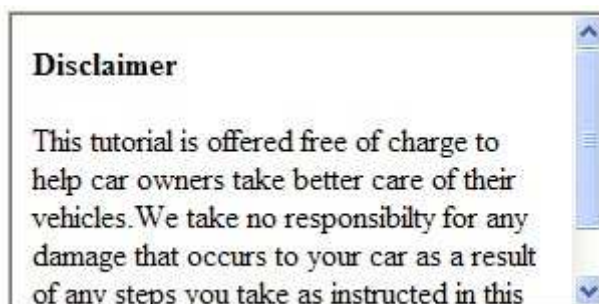 Disclaimer
This tutorial is offered free of charge to
help car owners take better care of their
vehicles.We take no responsibilty for any
damage that occurs to your car as a result
of any steps you take as instructed in this